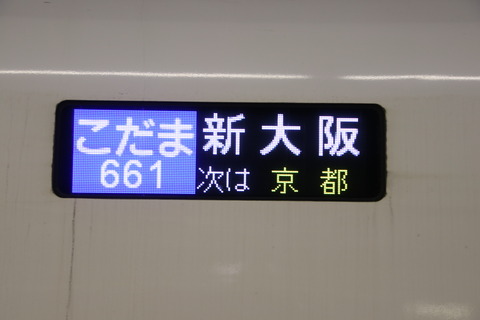 こだま 新大阪
661 次は 京都